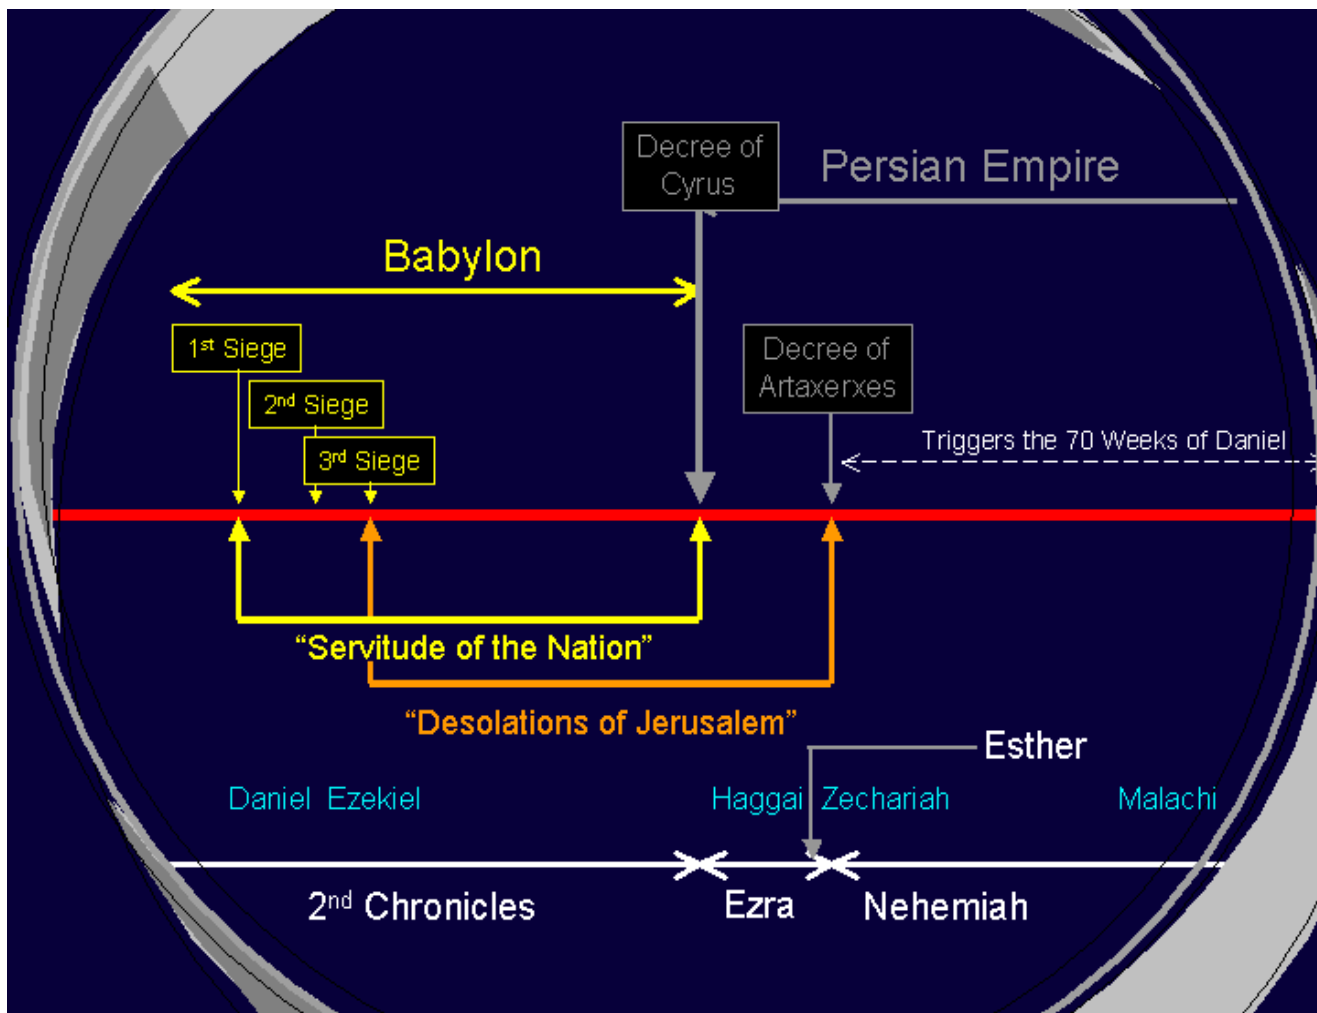 Decree of
Cyrus
Persian Empire
Babylon
1st Siege
2nd Siege
3rd Siege
Decree of
Artaxerxes
Triggers the 70 Weeks of Daniel
“Servitude of the Nation”
“Desolations of Jerusalem”
Esther
Daniel Ezekiel Haggai Zechariah Malachi
2nd Chronicles Ezra Nehemiah